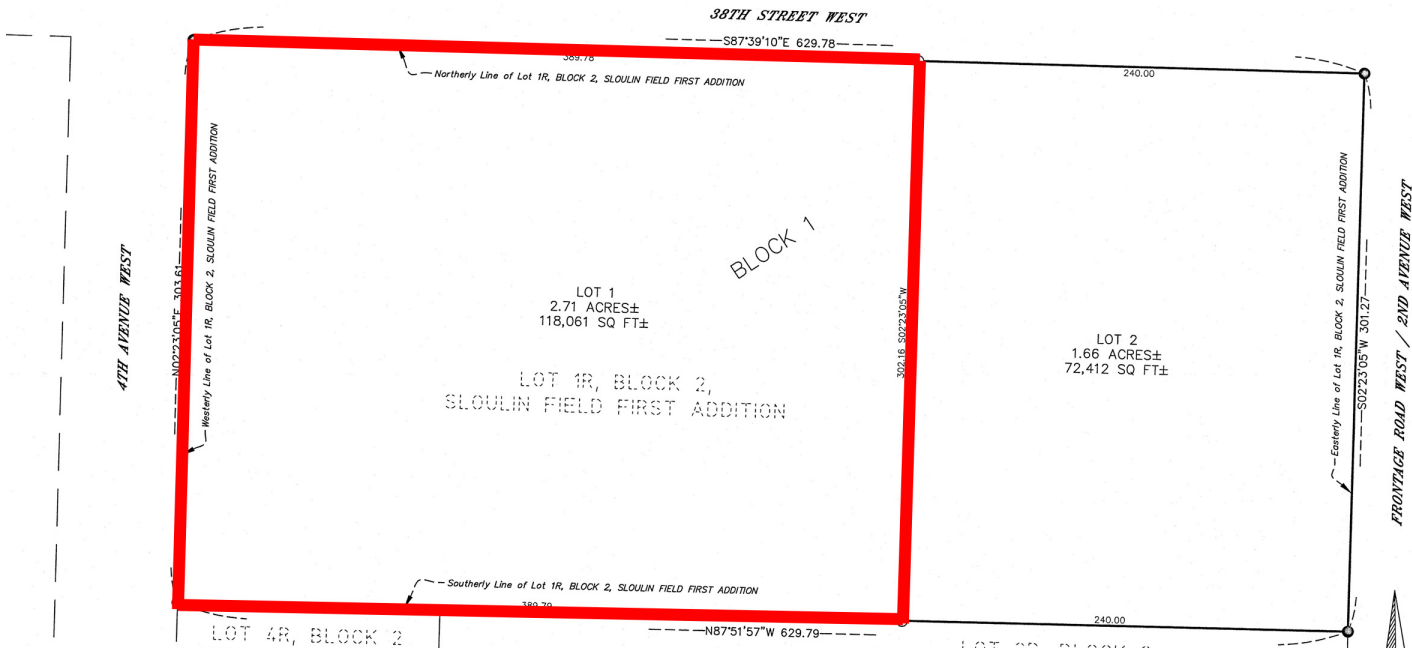 38TH STREET WEST
S87°39'10"E 629.78
389.78
240.00
Northerly Line of Lot 1R, BLOCK 2, SLOULIN FIELD FIRST ADDITION
4TH AVENUE WEST
N02°23'05"E 303.61
Westerly Line of Lot 1R, BLOCK 2, SLOULIN FIELD FIRST ADDITION
BLOCK 1
LOT 1
2.71 ACRES±
118,061 SQ FT±
LOT 1R, BLOCK 2,
SLOULIN FIELD FIRST ADDITION
302.16 S02°23'05"W
LOT 2
1.66 ACRES±
72,412 SQ FT±
Easterly Line of Lot 1R, BLOCK 2, SLOULIN FIELD FIRST ADDITION
S02°23'05"W 301.27
FRONTAGE ROAD WEST / 2ND AVENUE WEST
Southerly Line of Lot 1R, BLOCK 2, SLOULIN FIELD FIRST ADDITION
389.79
240.00
N87°51'57"W 629.79
LOT 4R, BLOCK 2